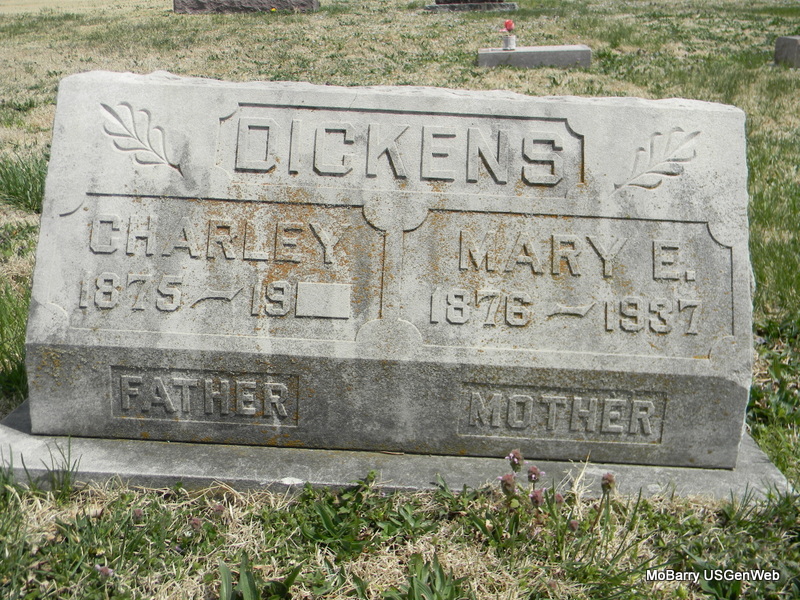 DICKENS
CHARLEY
1875 – 19
FATHER
MARY E.
1876 – 1937
MOTHER
MoBarry USGenWeb